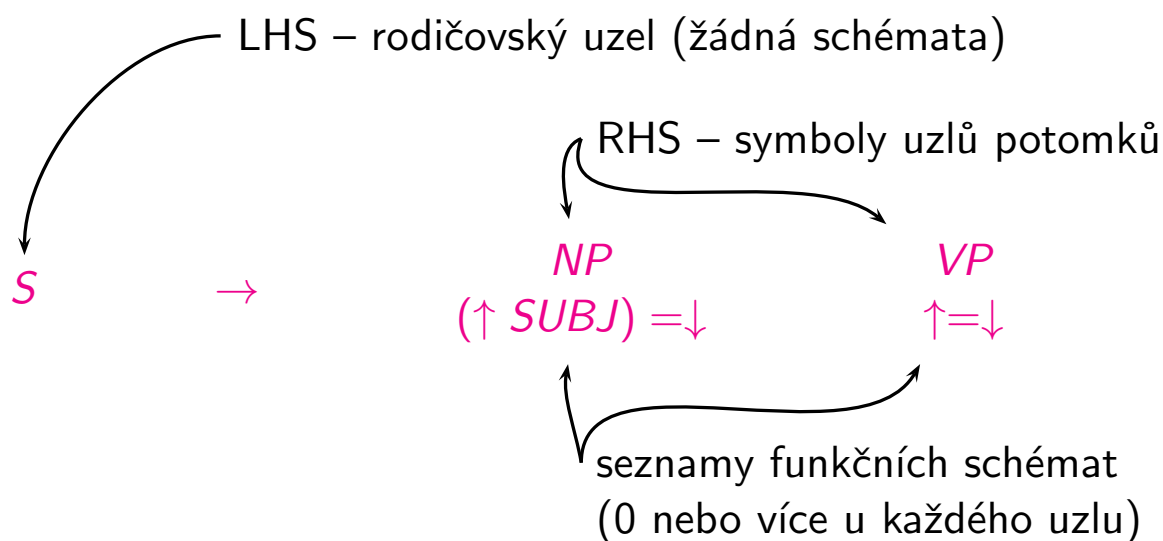 LHS – rodičovský uzel (žádná schémata)
RHS – symboly uzlů potomků
NP VP
S →
(↑ SUBJ) =↓ ↑=↓
seznamy funkčních schémat
(0 nebo více u každého uzlu)